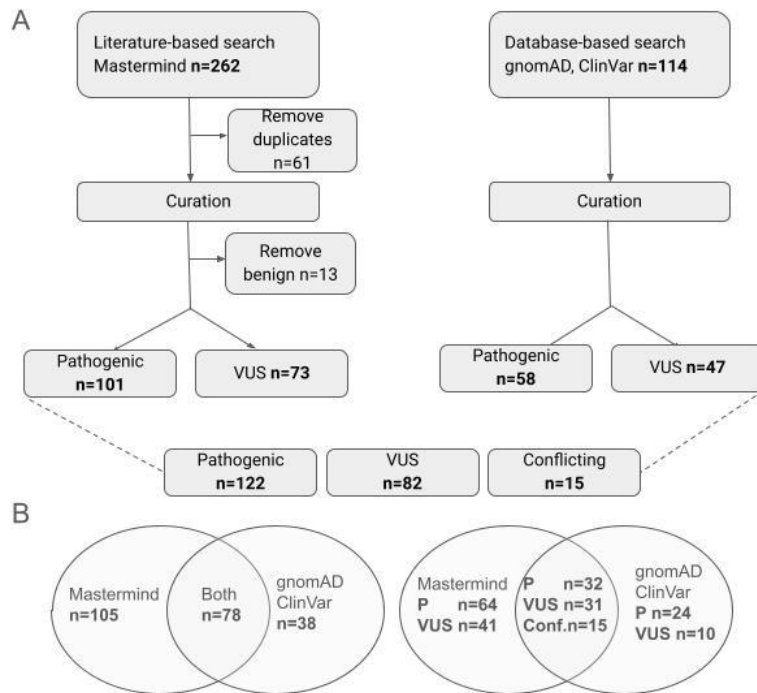 A
Literature-based search
Mastermind n=262
Database-based search
gnomAD, ClinVar n=114
Remove
duplicates
n=61
Curation
Curation
Remove
benign n=13
Pathogenic
n=101
VUS n=73
Pathogenic
n=58
VUS n=47
Pathogenic
n=122
VUS
n=82
Conflicting
n=15
B
Mastermind
n=105
Both
n=78
gnomAD
ClinVar
n=38
Mastermind
P n=64
VUS n=41
P n=32
VUS n=31
Conf.n=15
gnomAD
ClinVar
P n=24
VUS n=10